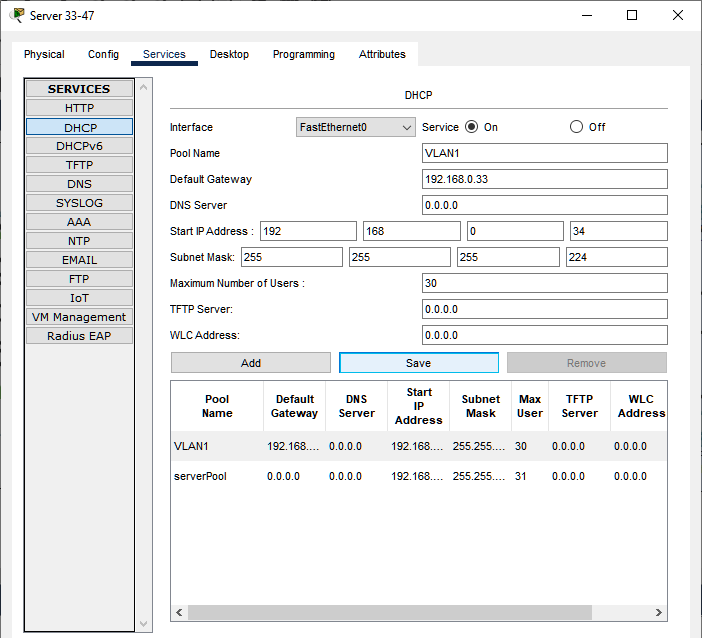 Server 33-47
Physical Config Services Desktop Programming Attributes
SERVICES
HTTP
DHCP
DHCPv6
TFTP
DNS
SYSLOG
AAA
NTP
EMAIL
FTP
IoT
VM Management
Radius EAP
DHCP
Interface FastEthernet0 Service On Off
Pool Name VLAN1
Default Gateway 192.168.0.33
DNS Server 0.0.0.0
Start IP Address : 192 168 0 34
Subnet Mask: 255 255 255 224
Maximum Number of Users : 30
TFTP Server: 0.0.0.0
WLC Address: 0.0.0.0
Add Save Remove
Pool Name Default Gateway DNS Server Start IP Address Subnet Mask Max User TFTP Server WLC Address
VLAN1 192.168.... 0.0.0.0 192.168.... 255.255.... 30 0.0.0.0 0.0.0.0
serverPool 0.0.0.0 0.0.0.0 192.168.... 255.255.... 31 0.0.0.0 0.0.0.0